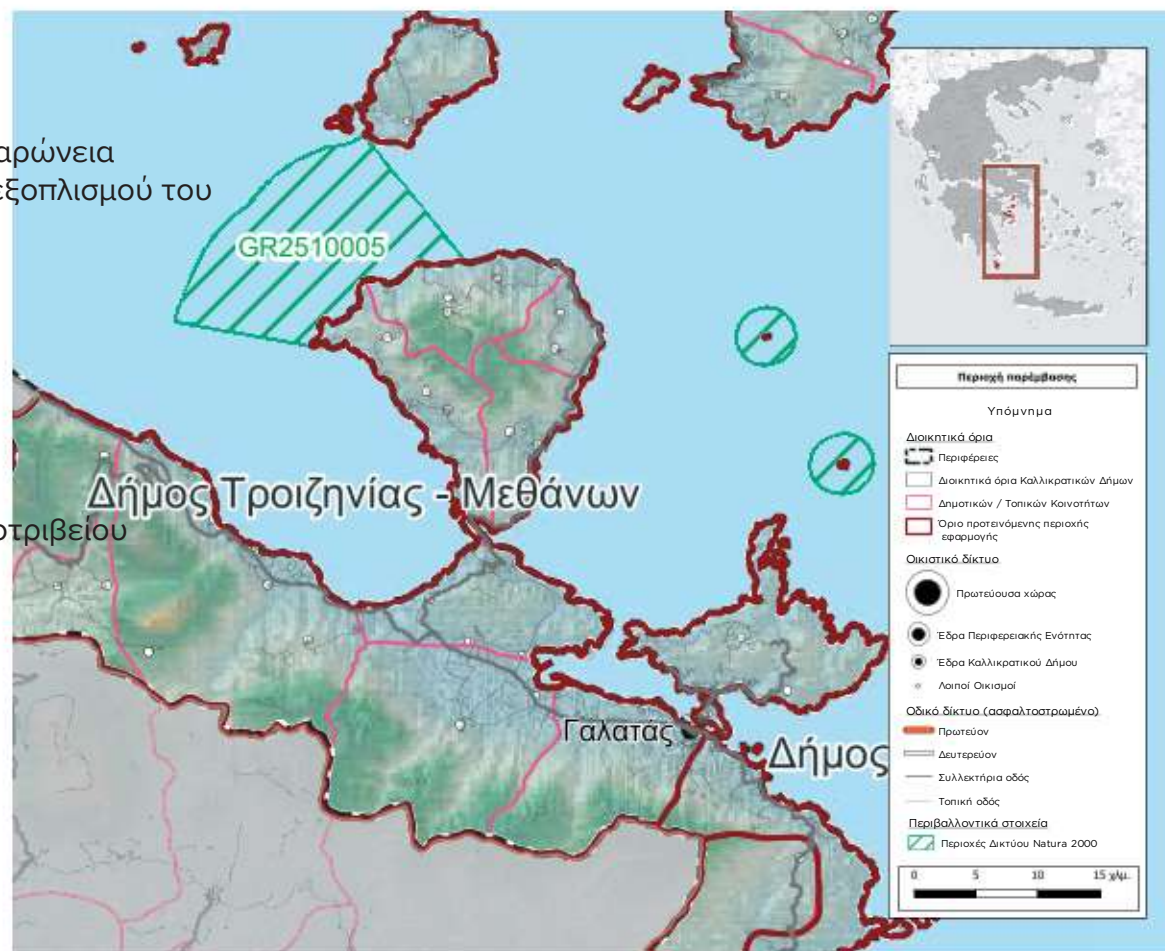 αρώνεια
εξοπλισμού του
οτριβείου
GR2510005
Δήμος Τροιζηνίας - Μεθάνων
Γαλατάς
Δήμος
Περιοχή παρέμβασης
Υπόμνημα
Διοικητικά όρια
Περιφέρειες
Διοικητικά όρια Καλλικρατικών Δήμων
Δημοτικών / Τοπικών Κοινοτήτων
Όριο προτεινόμενης περιοχής
εφαρμογής
Οικιστικό δίκτυο
Πρωτεύουσα χώρας
Έδρα Περιφερειακής Ενότητας
Έδρα Καλλικρατικού Δήμου
Λοιποί Οικισμοί
Οδικό δίκτυο (ασφαλτοστρωμένο)
Πρωτεύον
Δευτερεύον
Συλλεκτήρια οδός
Τοπική οδός
Περιβαλλοντικά στοιχεία
Περιοχές Δικτύου Natura 2000
0 5 10 15 χλμ.